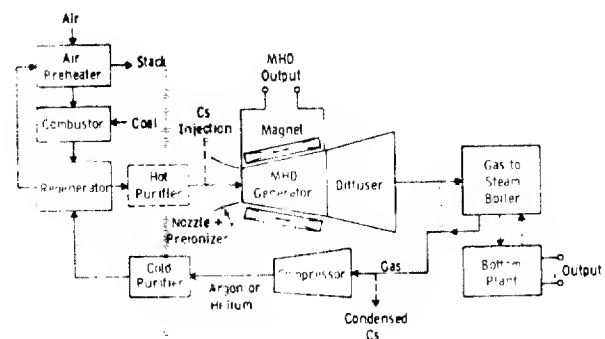 Air
Air
Preheater
Stack
Combustor
Coal
Regenerator
Hot
Purifier
Cs
Injection
MHD
Output
Magnet
MHD
Generator
Diffuser
Nozzle +
Preionizer
Gas to
Steam
Boiler
Bottom
Plant
Output
Cold
Purifier
Argon or
Helium
Compressor
Gas
Condensed
Cs